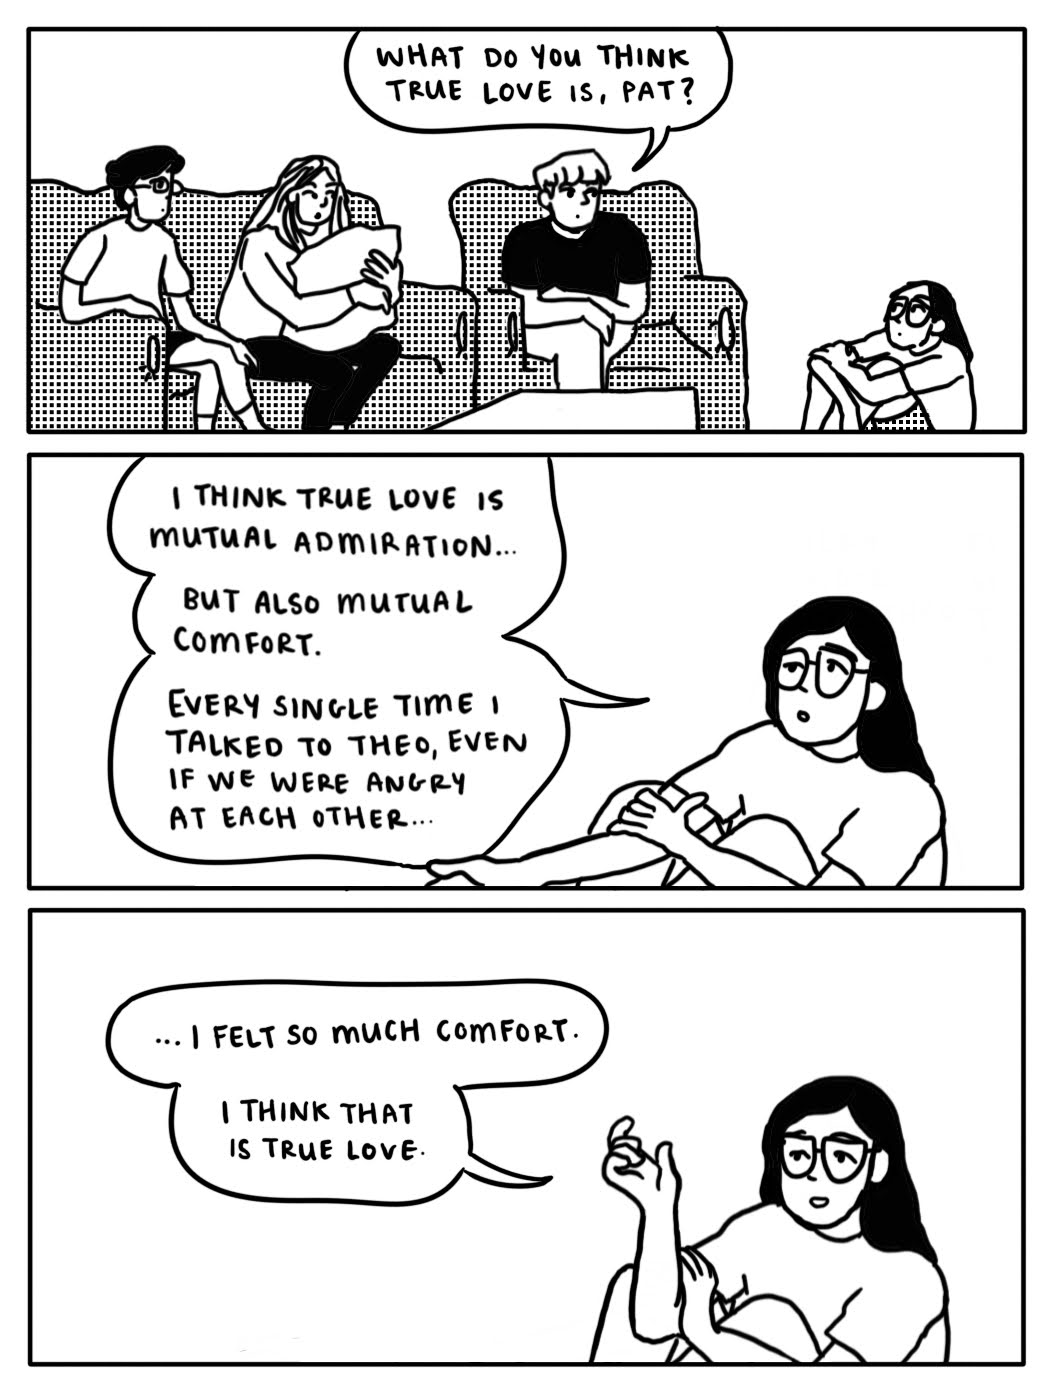 WHAT DO YOU THINK
TRUE LOVE IS, PAT?
I THINK TRUE LOVE IS
MUTUAL ADMIRATION...
BUT ALSO MUTUAL
COMFORT.
EVERY SINGLE TIME I
TALKED TO THEO, EVEN
IF WE WERE ANGRY
AT EACH OTHER...
...I FELT SO MUCH COMFORT.
I THINK THAT
IS TRUE LOVE.